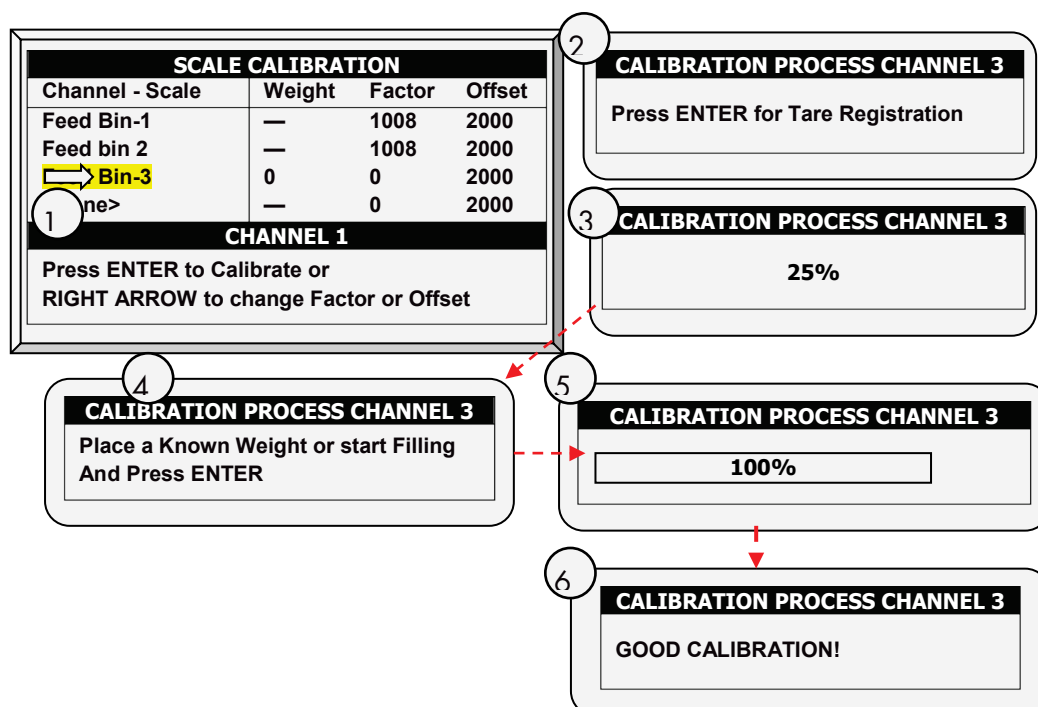 SCALE CALIBRATION
Channel - Scale Weight Factor Offset
Feed Bin-1 — 1008 2000
Feed bin 2 — 1008 2000
Bin-3 0 0 2000
ne> — 0 2000
1
CHANNEL 1
Press ENTER to Calibrate or
RIGHT ARROW to change Factor or Offset
2
CALIBRATION PROCESS CHANNEL 3
Press ENTER for Tare Registration
3
CALIBRATION PROCESS CHANNEL 3
25%
4
CALIBRATION PROCESS CHANNEL 3
Place a Known Weight or start Filling
And Press ENTER
5
CALIBRATION PROCESS CHANNEL 3
100%
6
CALIBRATION PROCESS CHANNEL 3
GOOD CALIBRATION!